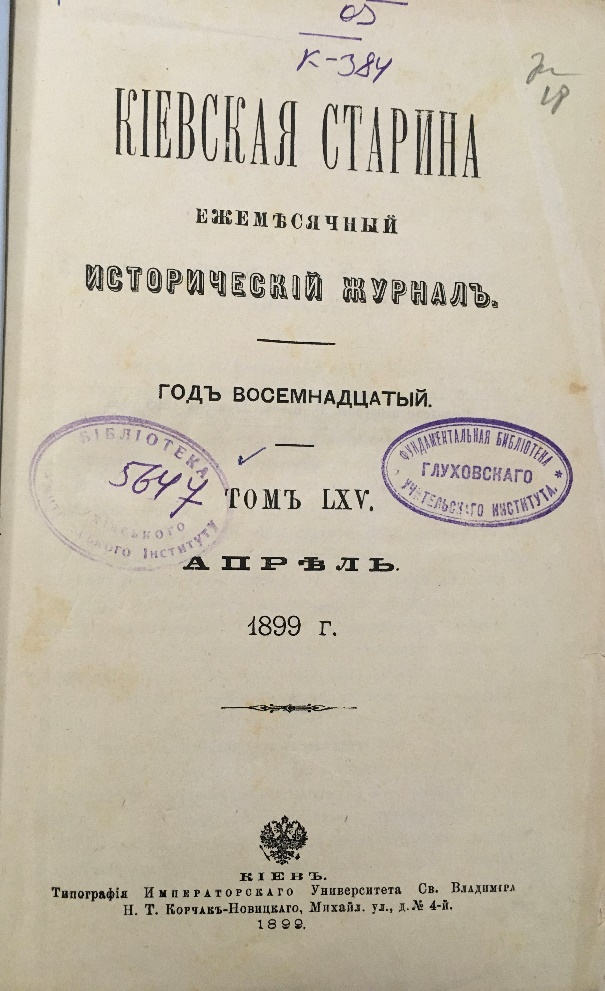 05
К-384
КІЕВСКАЯ СТАРИНА
ЕЖЕМѢСЯЧНЫЙ
ИСТОРИЧЕСКІЙ ЖУРНАЛЪ.
ГОДЪ ВОСЕМНАДЦАТЫЙ.
БІБЛІОТЕКА
5647
ІНСТИТУТУ
ФУНДАМЕНТАЛЬНАЯ БИБЛІОТЕКА
ГЛУХОВСКАГО
УЧИТЕЛЬСКАГО ИНСТИТУТА.
ТОМЪ LXV.
АПРѢЛЬ.
1899 г.
КІЕВЪ.
Типографія ИМПЕРАТОРСКАГО Университета Св. Владиміра
Н. Т. Корчакъ-Новицкаго, Михайл. ул., д. № 4-й.
1899.